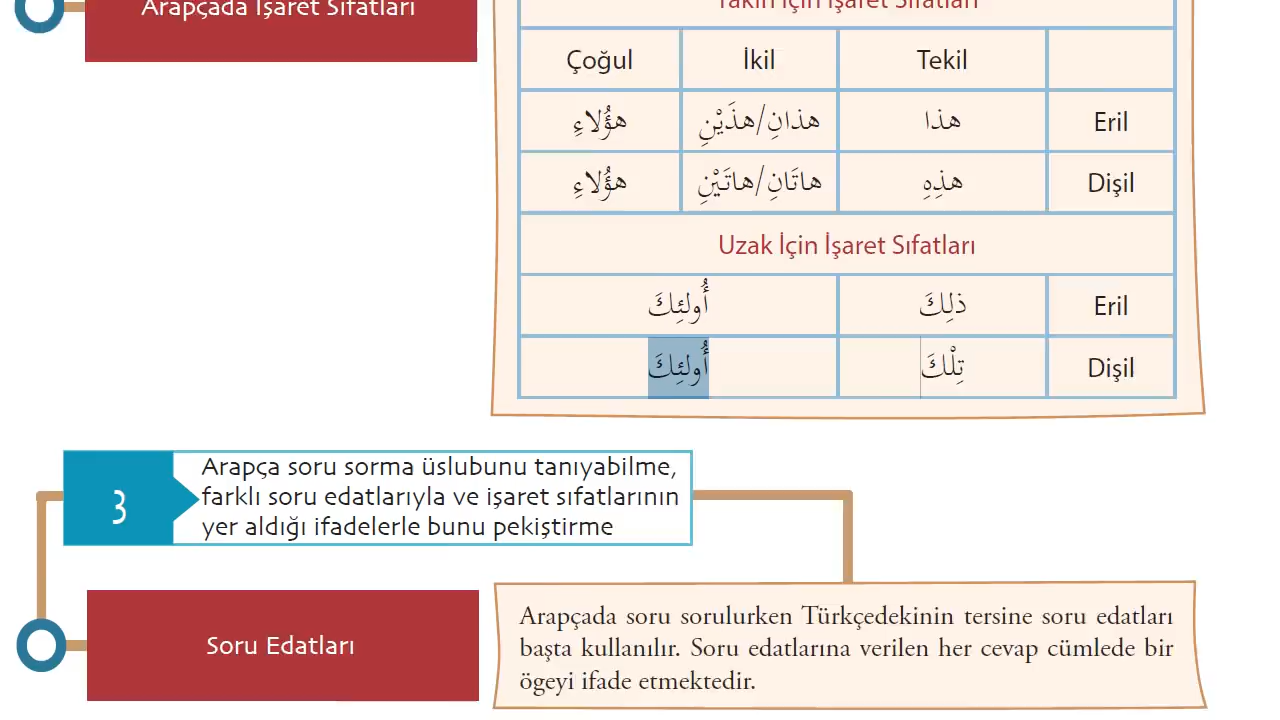 Arapçada İşaret Sıfatları
Yakın İçin İşaret Sıfatları
Çoğul İkil Tekil
هؤُلاءِ هذانِ/هذَيْنِ هذا Eril
هؤُلاءِ هاتَانِ/هاتَيْنِ هذِهِ Dişil
Uzak İçin İşaret Sıfatları
أُولئِكَ ذلِكَ Eril
أُولئِكَ تِلْكَ Dişil
3
Arapça soru sorma üslubunu tanıyabilme,
farklı soru edatlarıyla ve işaret sıfatlarının
yer aldığı ifadelerle bunu pekiştirme
Soru Edatları
Arapçada soru sorulurken Türkçedekinin tersine soru edatları
başta kullanılır. Soru edatlarına verilen her cevap cümlede bir
ögeyi ifade etmektedir.